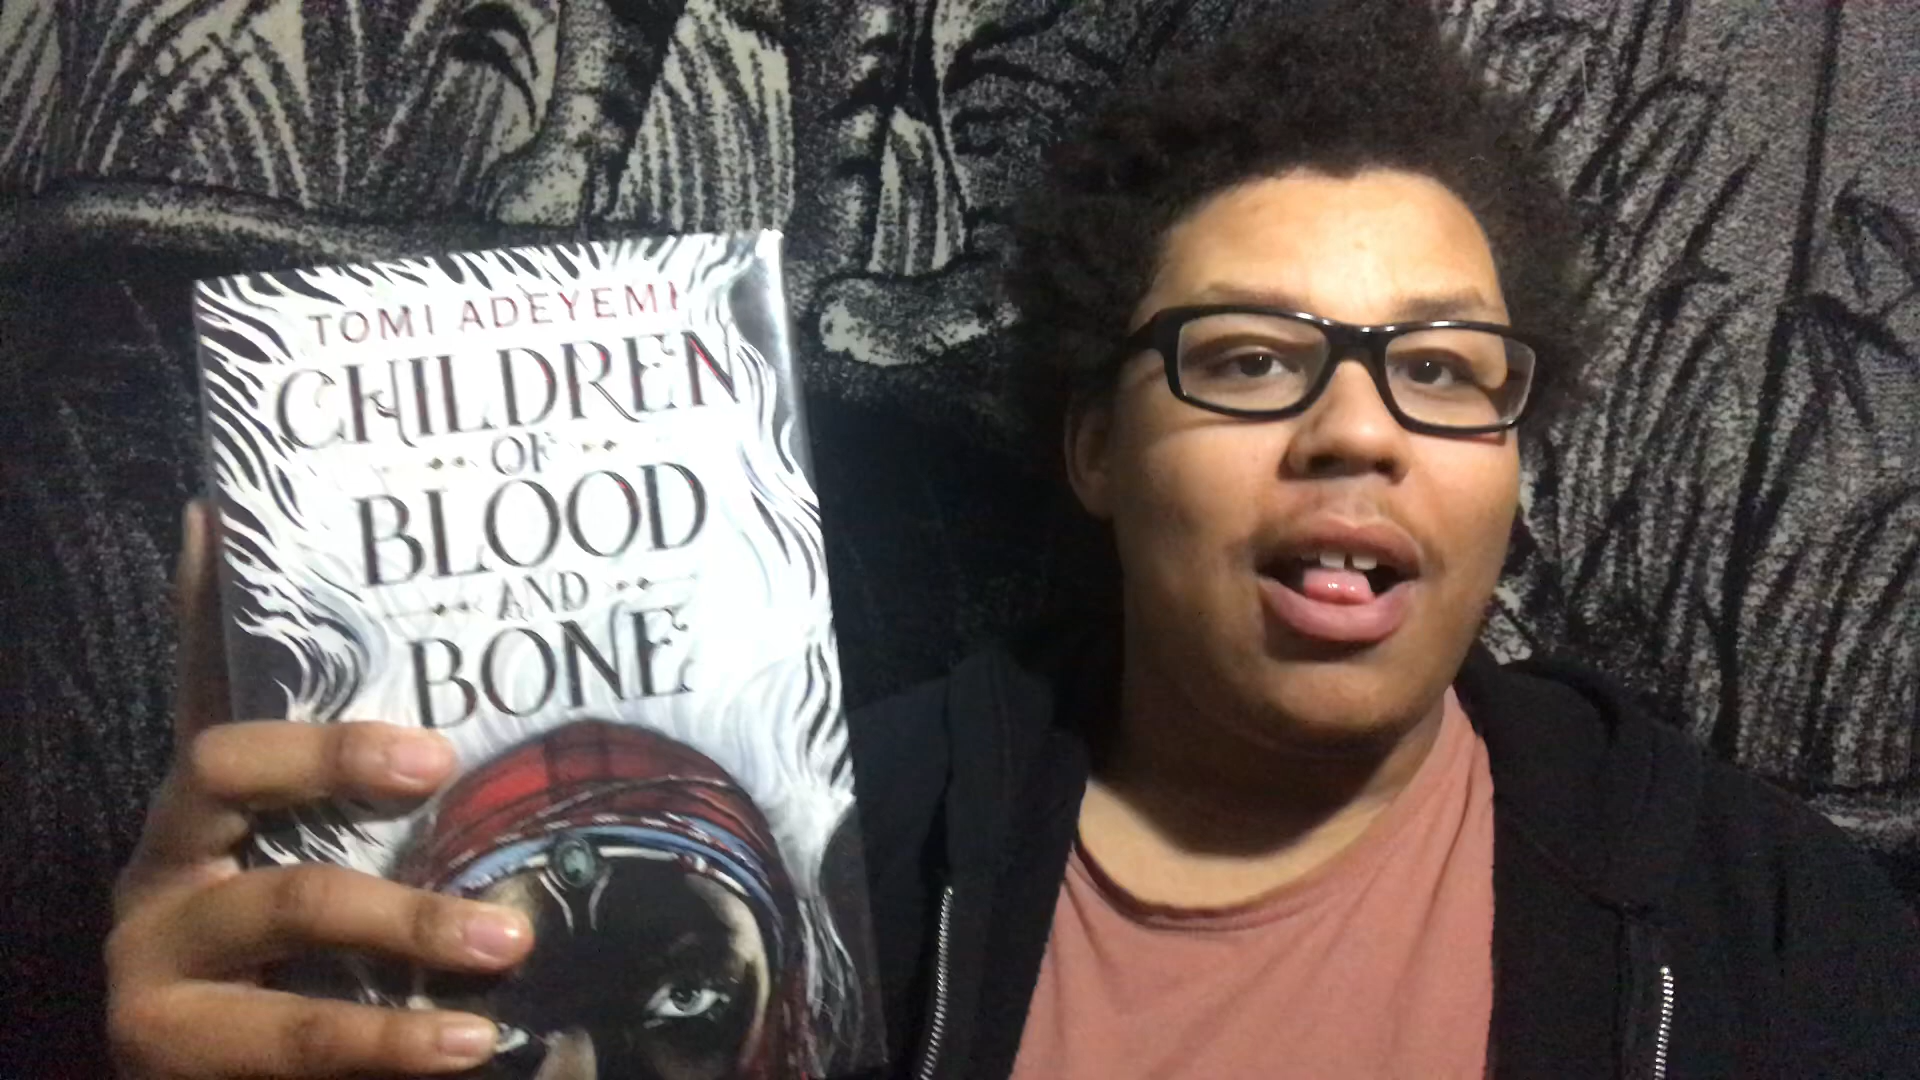 TOMI ADEYEMI
CHILDREN
OF
BLOOD
AND
BONE